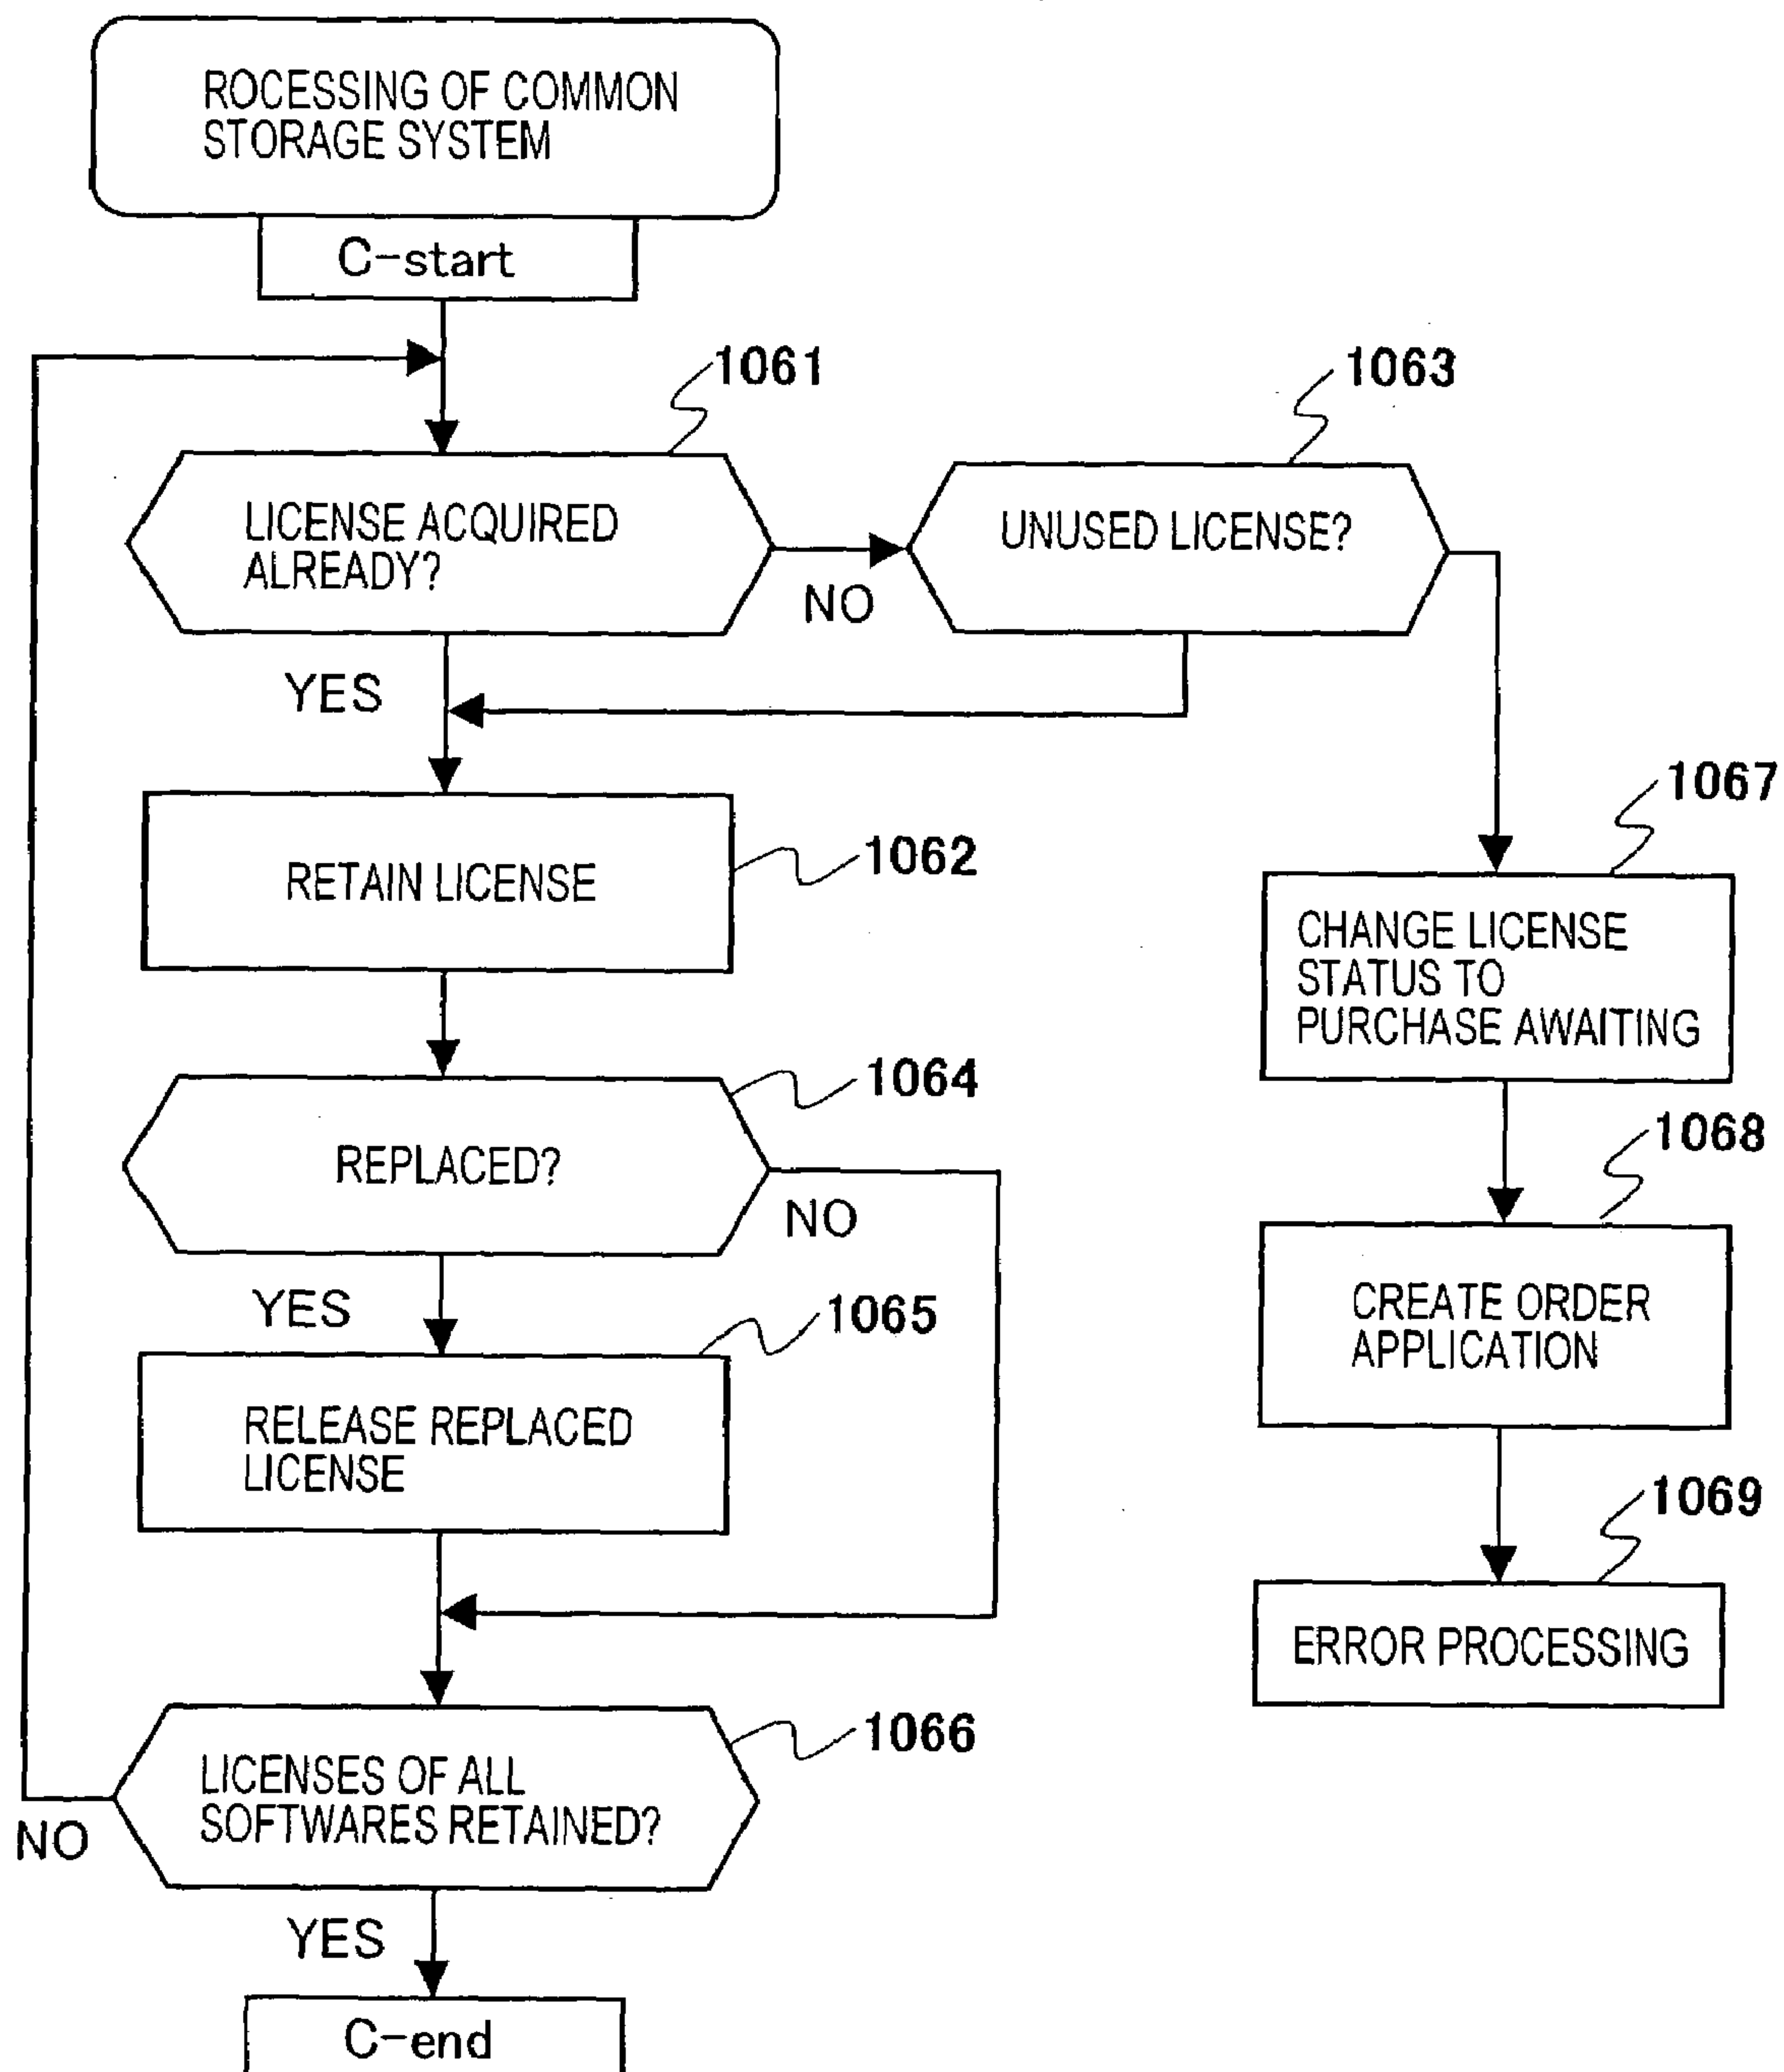 ROCESSING OF COMMON
STORAGE SYSTEM
C-start
1061
1063
LICENSE ACQUIRED
ALREADY?
UNUSED LICENSE?
NO
YES
1067
RETAIN LICENSE
1062
CHANGE LICENSE
STATUS TO
PURCHASE AWAITING
1064
REPLACED?
NO
1068
YES
1065
CREATE ORDER
APPLICATION
RELEASE REPLACED
LICENSE
1069
ERROR PROCESSING
1066
LICENSES OF ALL
SOFTWARES RETAINED?
NO
YES
C-end